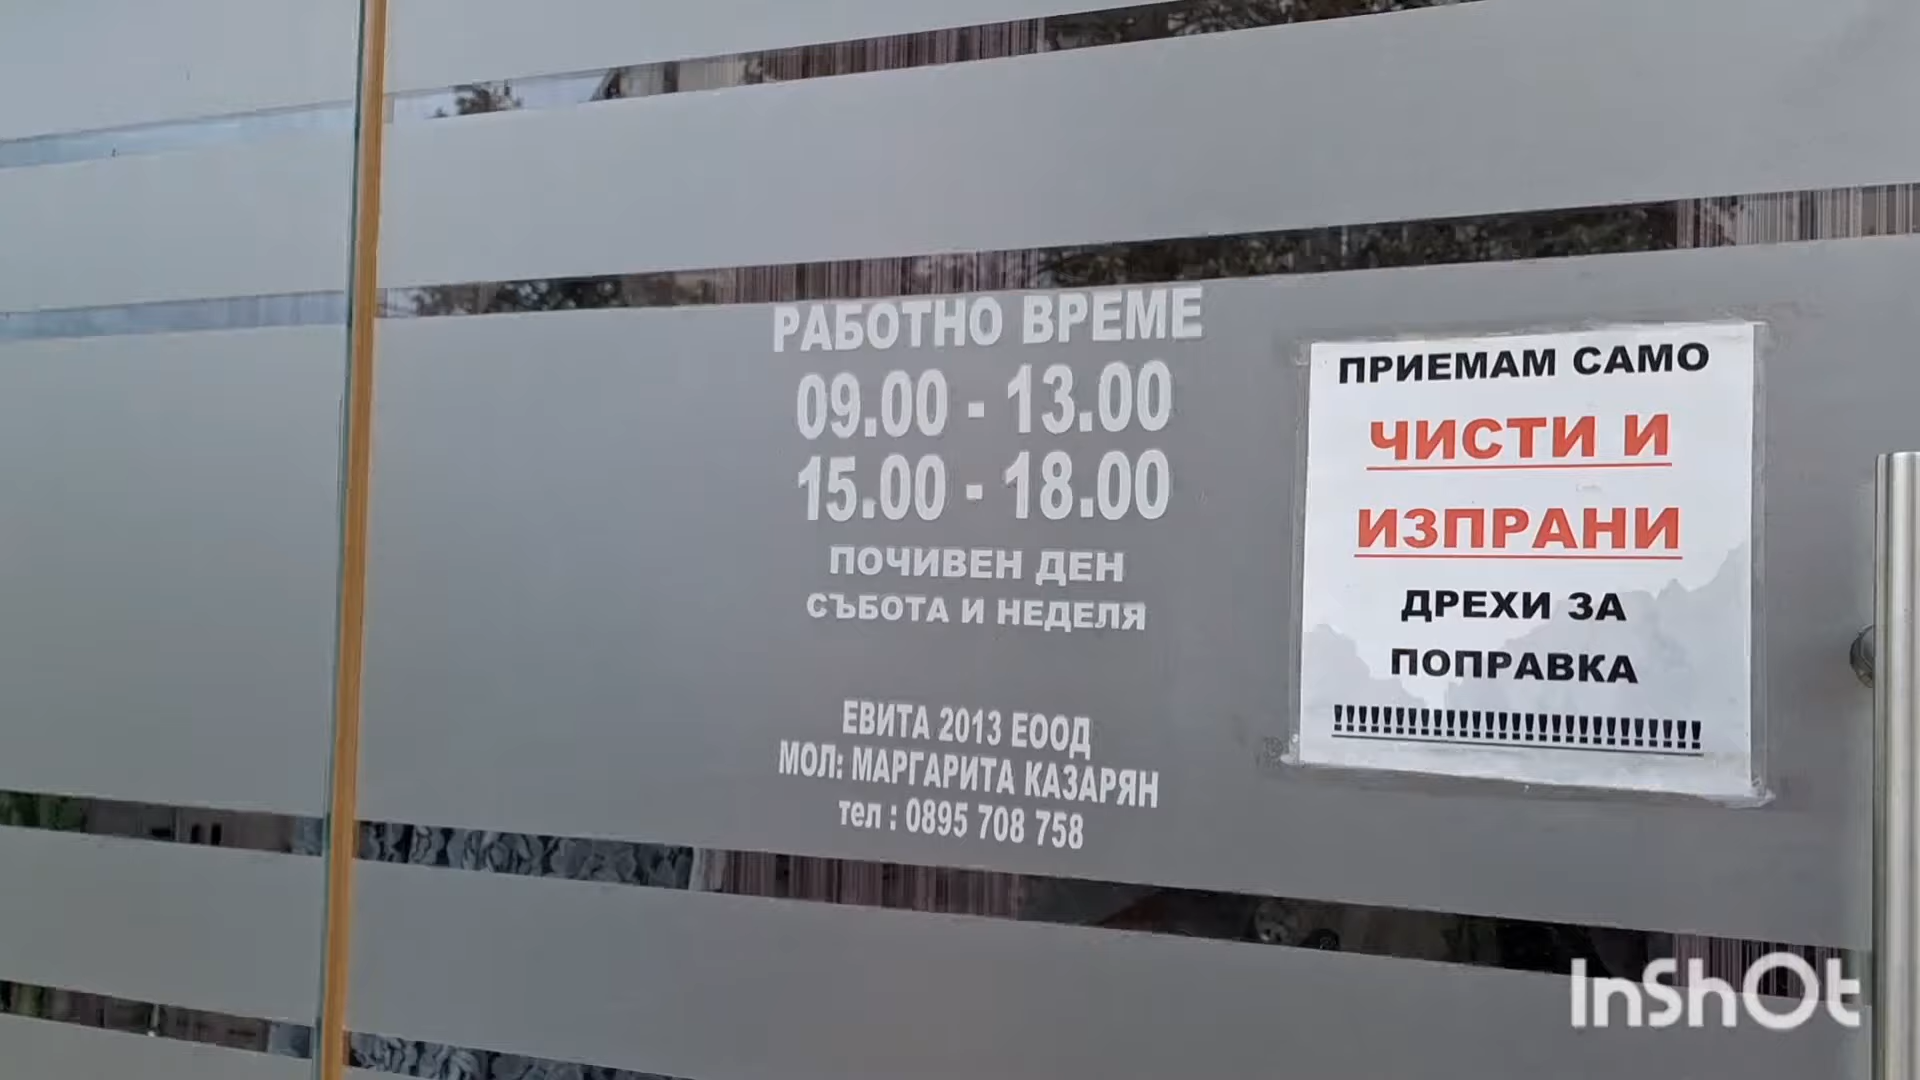 РАБОТНО ВРЕМЕ
09.00 - 13.00
15.00 - 18.00
ПОЧИВЕН ДЕН
СЪБОТА И НЕДЕЛЯ
ЕВИТА 2013 ЕООД
МОЛ: МАРГАРИТА КАЗАРЯН
тел : 0895 708 758
ПРИЕМАМ САМО
ЧИСТИ И
ИЗПРАНИ
ДРЕХИ ЗА
ПОПРАВКА
!!!!!!!!!!!!!!!!!!!!!!!!
InShOt